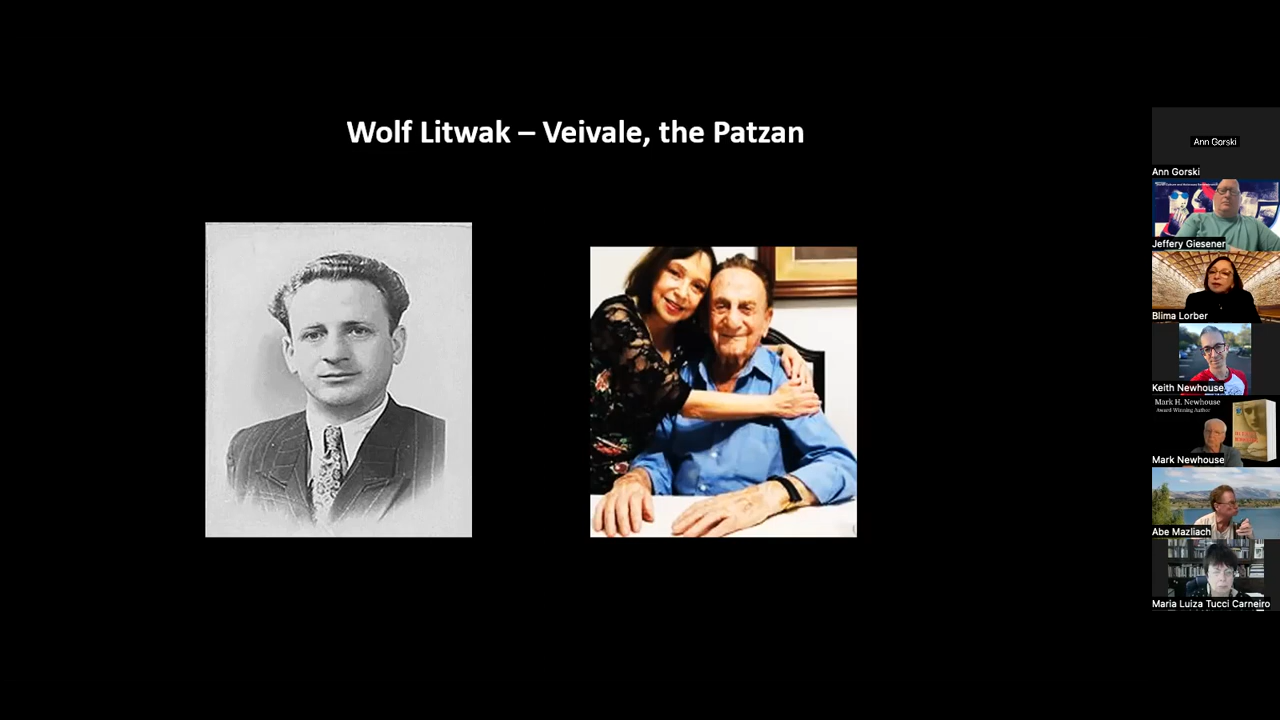 Wolf Litwak – Veivale, the Patzan
Ann Gorski
Ann Gorski
Jeffery Giesener
Blima Lorber
Keith Newhouse
Mark H. Newhouse
Award Winning Author
Mark Newhouse
Abe Mazliach
Maria Luiza Tucci Carneiro